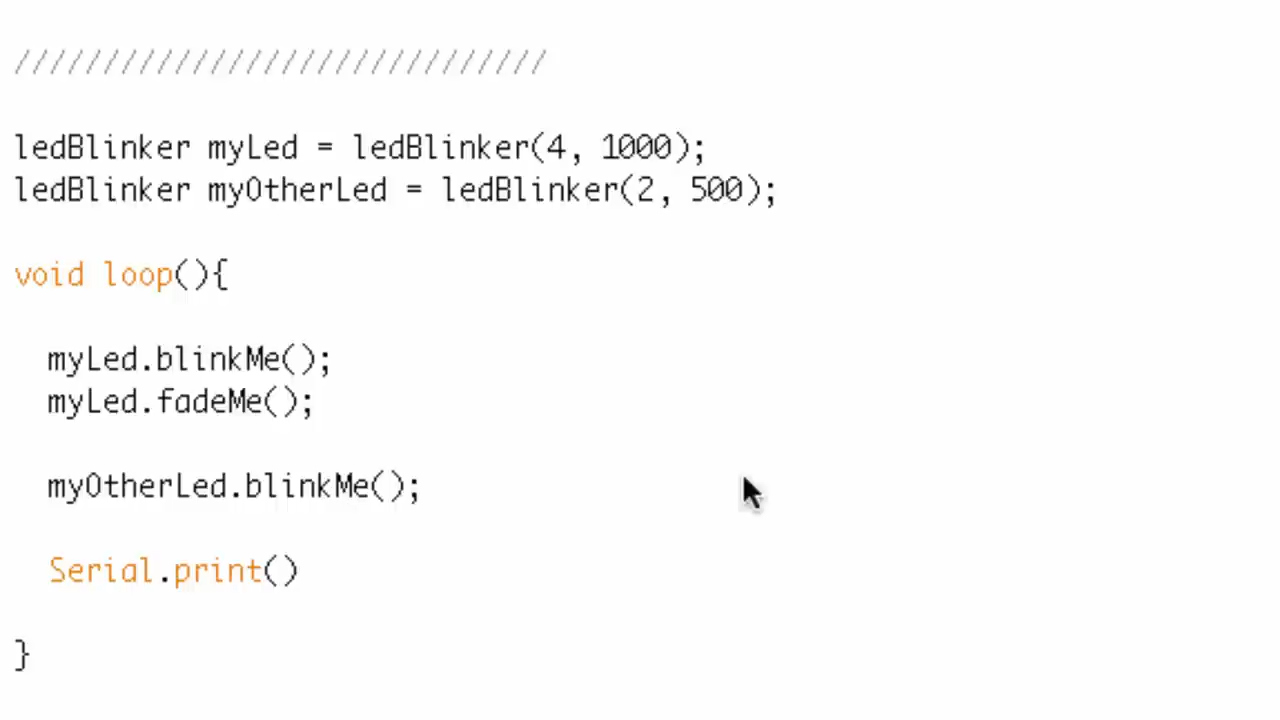 //////////////////////////////
ledBlinker myLed = ledBlinker(4, 1000);
ledBlinker myOtherLed = ledBlinker(2, 500);
void loop(){
myLed.blinkMe();
myLed.fadeMe();
myOtherLed.blinkMe();
Serial.print()
}